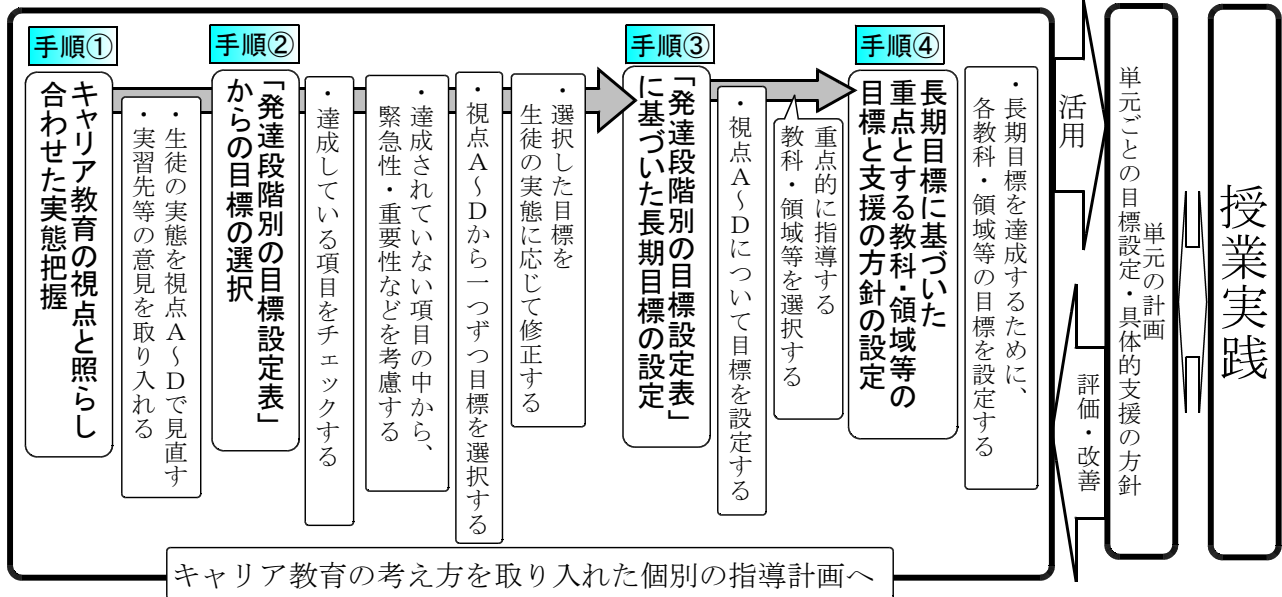 手順①
キャリア教育の視点と照らし
合わせた実態把握
・生徒の実態を視点A～Dで見直す
・実習先等の意見を取り入れる
手順②
「発達段階別の目標設定表」
からの目標の選択
・達成している項目をチェックする
・達成されていない項目の中から、
緊急性・重要性などを考慮する
・視点A～Dから一つずつ目標を選択する
・選択した目標を
生徒の実態に応じて修正する
手順③
「発達段階別の目標設定表」
に基づいた長期目標の設定
・視点A～Dについて目標を設定する
重点的に指導する
教科・領域等を選択する
手順④
長期目標に基づいた
重点とする教科・領域等の
目標と支援の方針の設定
・長期目標を達成するために、
各教科・領域等の目標を設定する
キャリア教育の考え方を取り入れた個別の指導計画へ
活用
評価・改善
単元の計画
単元ごとの目標設定・具体的支援の方針
授業実践